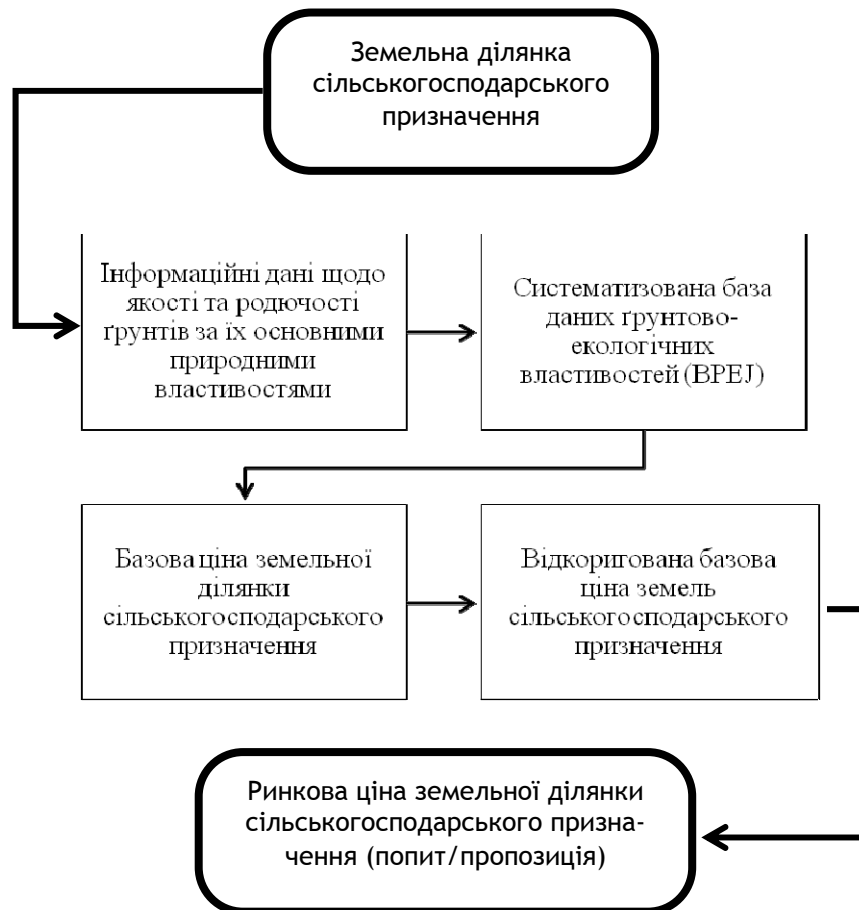 Земельна ділянка
сільськогосподарського
призначення
Інформаційні дані щодо
якості та родючості
ґрунтів за їх основними
природними
властивостями
Систематизована база
даних ґрунтово-
екологічних
властивостей (BPEJ)
Базова ціна земельної
ділянки
сільськогосподарського
призначення
Відкоригована базова
ціна земель
сільськогосподарського
призначення
Ринкова ціна земельної ділянки
сільськогосподарського призна-
чення (попит/пропозиція)